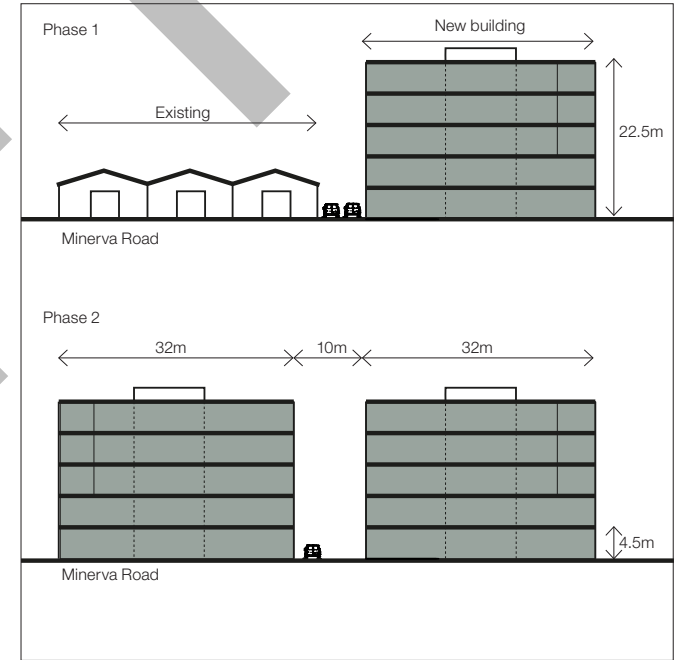 Phase 1
New building
Existing
22.5m
Minerva Road
Phase 2
32m
10m
32m
4.5m
Minerva Road